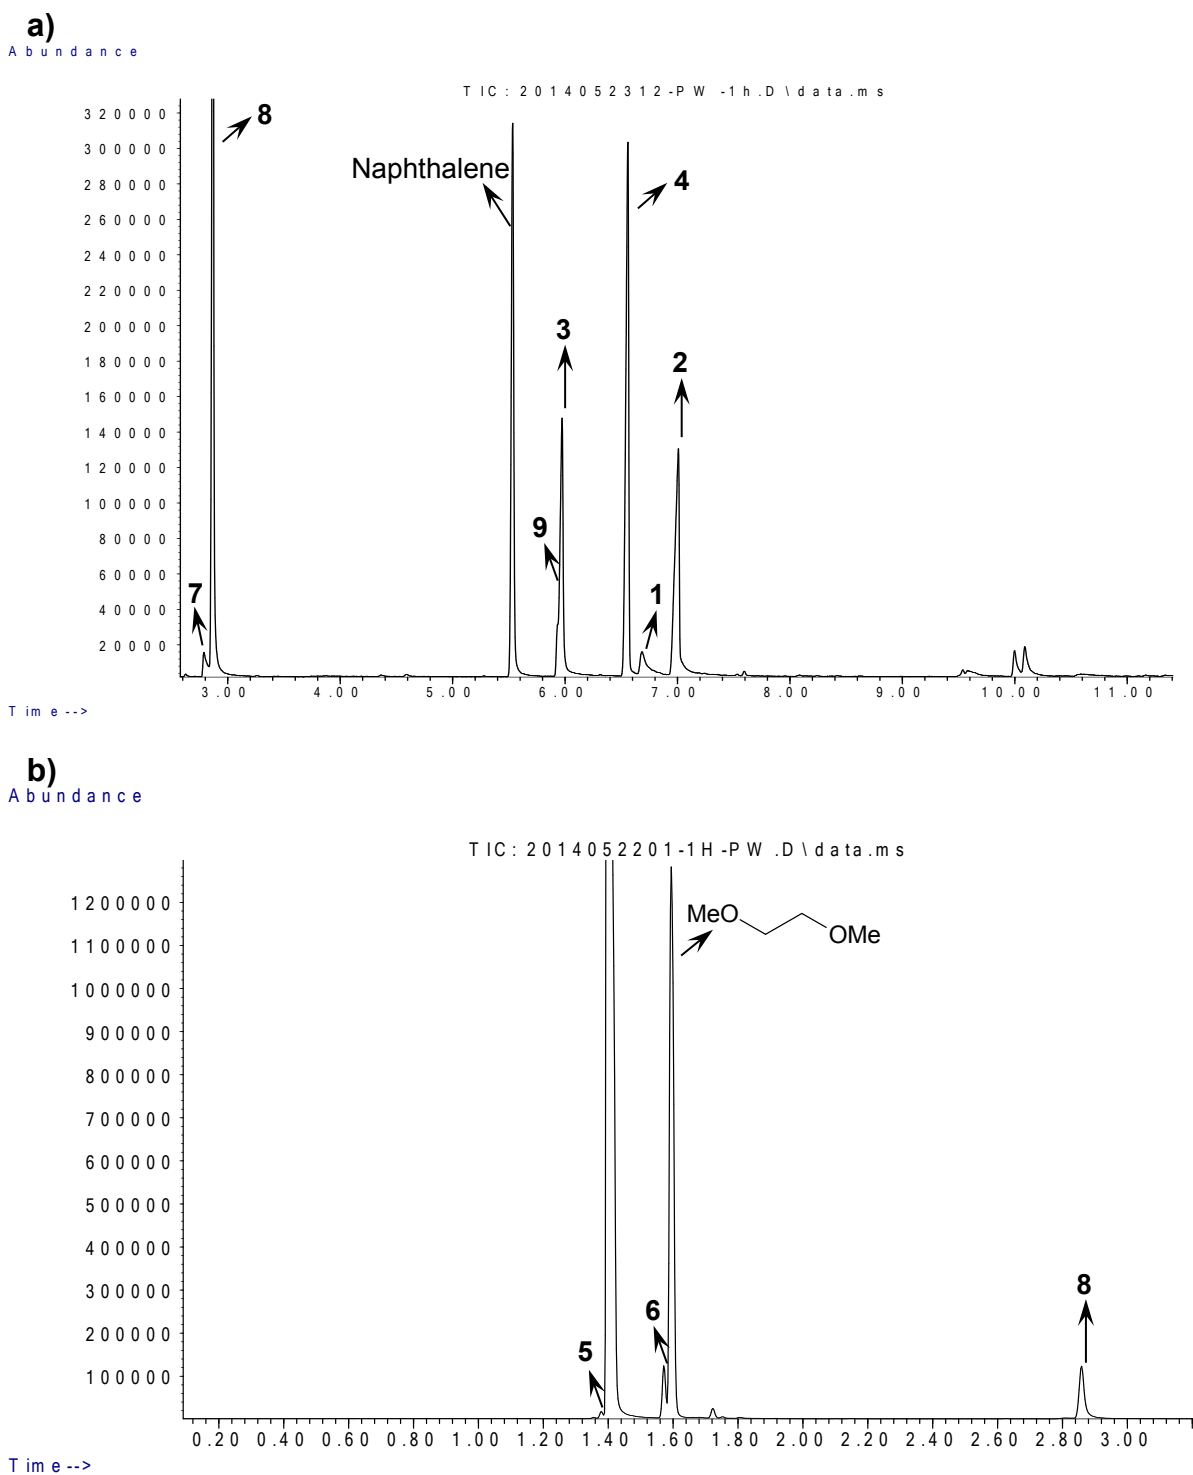 a)
Abundance
TIC: 2014052312-PW -1h.D\data.ms
320000
300000
280000
260000
240000
220000
200000
180000
160000
140000
120000
100000
80000
60000
40000
20000
8
Naphthalene
4
3
2
9
7
1
3.00 4.00 5.00 6.00 7.00 8.00 9.00 10.00 11.00
Time-->
b)
Abundance
TIC: 2014052201-1H-PW .D\data.ms
1200000
1100000
1000000
900000
800000
700000
600000
500000
400000
300000
200000
100000
MeO
OMe
8
6
5
0.20 0.40 0.60 0.80 1.00 1.20 1.40 1.60 1.80 2.00 2.20 2.40 2.60 2.80 3.00
Time-->